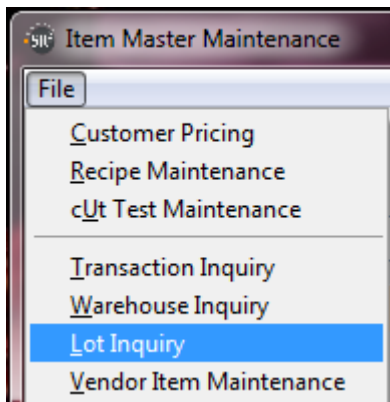 Item Master Maintenance
File
Customer Pricing
Recipe Maintenance
cUt Test Maintenance
Transaction Inquiry
Warehouse Inquiry
Lot Inquiry
Vendor Item Maintenance